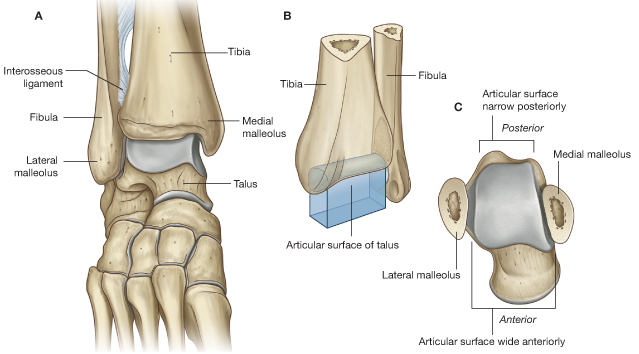 A
Tibia
Interosseous
ligament
Fibula
Medial
malleolus
Lateral
malleolus
Talus
B
Tibia
Fibula
Articular surface of talus
C
Articular surface
narrow posteriorly
Posterior
Medial malleolus
Lateral malleolus
Anterior
Articular surface wide anteriorly